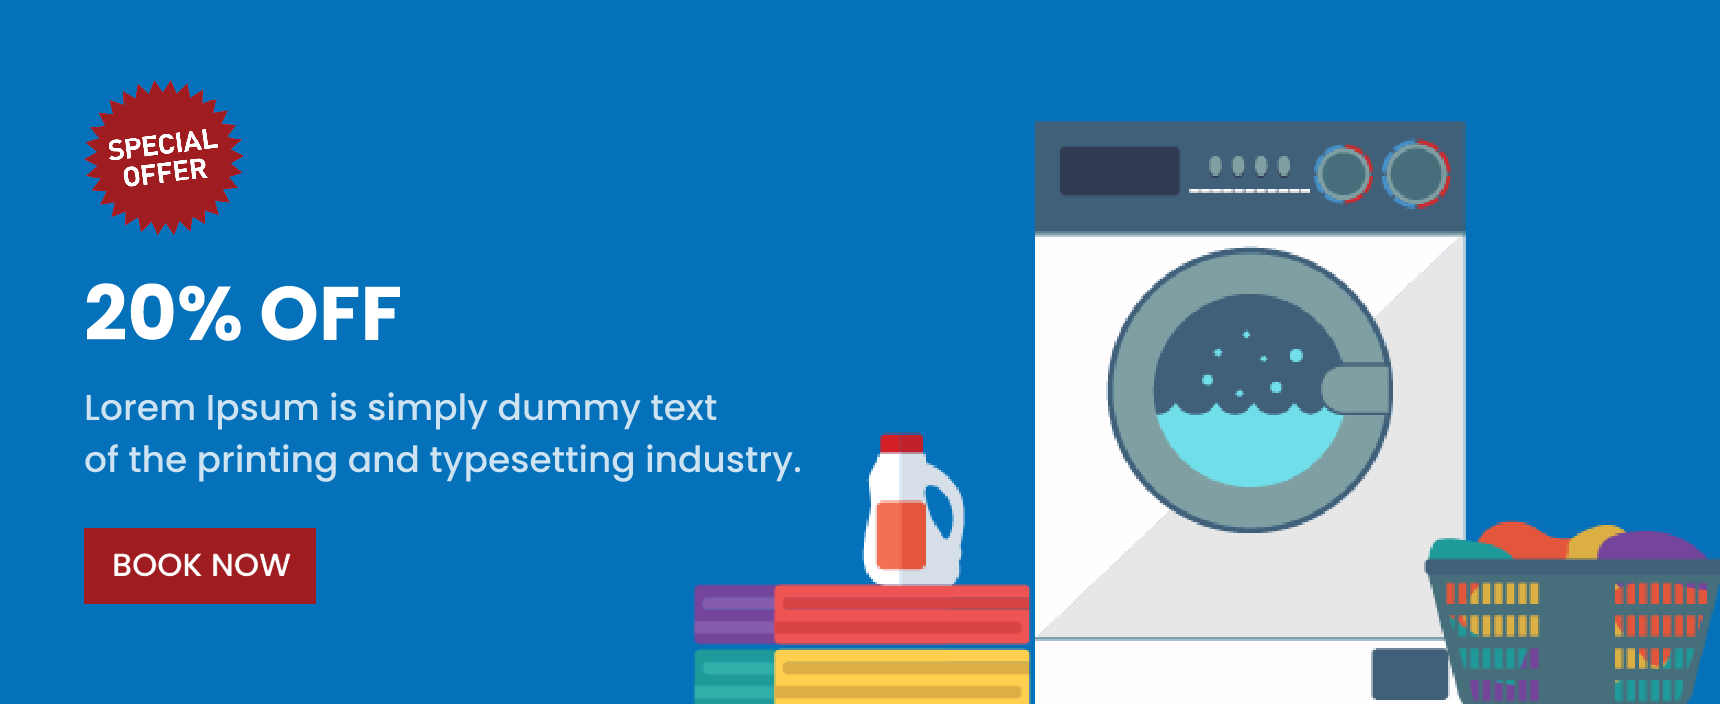 SPECIAL
OFFER
20% OFF
Lorem Ipsum is simply dummy text
of the printing and typesetting industry.
BOOK NOW